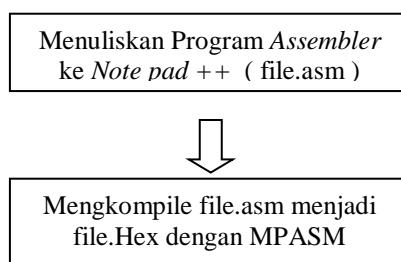 Menuliskan Program Assembler
ke Note pad ++ ( file.asm )
Mengkompile file.asm menjadi
file.Hex dengan MPASM